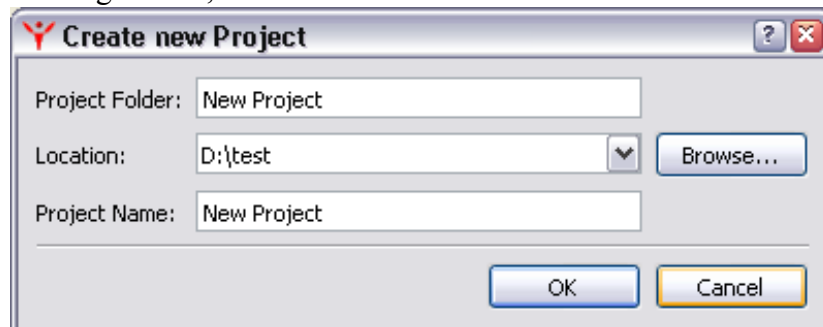 Create new Project
Project Folder: New Project
Location: D:\test Browse...
Project Name: New Project
OK Cancel